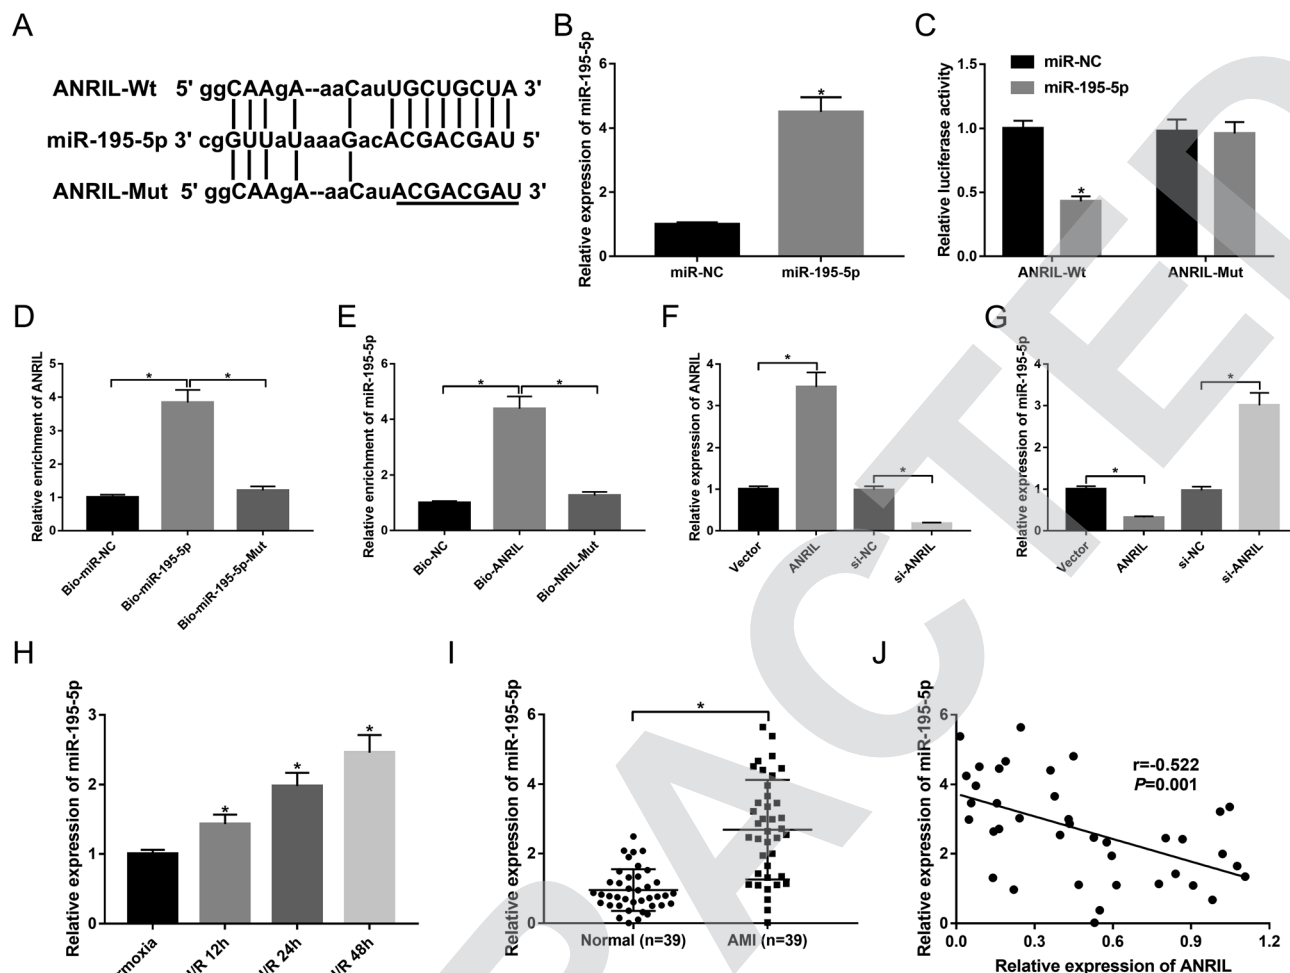 A
ANRIL-Wt 5' ggCAAgA--aaCauUGCUGCUA 3'
miR-195-5p 3' cgGUUaUaaaGacACGACGAU 5'
ANRIL-Mut 5' ggCAAgA--aaCauACGACGAU 3'
B
Relative expression of miR-195-5p
6
4
2
0
*
miR-NC
miR-195-5p
C
Relative luciferase activity
1.5
1.0
0.5
0.0
miR-NC
miR-195-5p
*
ANRIL-Wt
ANRIL-Mut
D
Relative enrichment of ANRIL
5
4
3
2
1
0
* *
Bio-miR-NC
Bio-miR-195-5p
Bio-miR-195-5p-Mut
E
Relative enrichment of miR-195-5p
6
4
2
0
* *
Bio-NC
Bio-ANRIL
Bio-NRIL-Mut
F
Relative expression of ANRIL
4
3
2
1
0
*
*
Vector
ANRIL
si-NC
si-ANRIL
G
Relative expression of miR-195-5p
4
3
2
1
0
*
*
Vector
ANRIL
si-NC
si-ANRIL
H
Relative expression of miR-195-5p
3
2
1
0
*
*
*
rmoxia
I/R 12h
I/R 24h
I/R 48h
I
Relative expression of miR-195-5p
6
4
2
0
*
Normal (n=39)
AMI (n=39)
J
Relative expression of miR-195-5p
6
4
2
0
r=-0.522
P=0.001
0.0 0.3 0.6 0.9 1.2
Relative expression of ANRIL